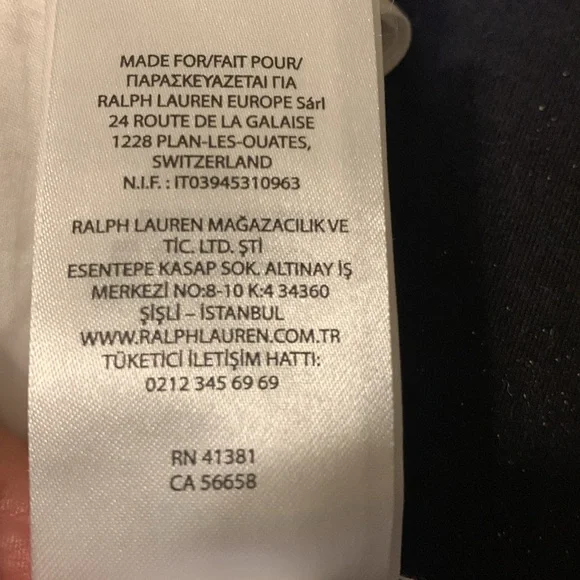 MADE FOR/FAIT POUR/
ΠΑΡΑΣΚΕΥΑΖΕΤΑΙ ΓΙΑ
RALPH LAUREN EUROPE Sárl
24 ROUTE DE LA GALAISE
1228 PLAN-LES-OUATES,
SWITZERLAND
N.I.F. : IT03945310963
RALPH LAUREN MAĞAZACILIK VE
TİC. LTD. ŞTİ
ESENTEPE KASAP SOK. ALTINAY İŞ
MERKEZİ NO:8-10 K:4 34360
ŞİŞLİ – İSTANBUL
WWW.RALPHLAUREN.COM.TR
TÜKETİCİ İLETİŞİM HATTI:
0212 345 69 69
RN 41381
CA 56658